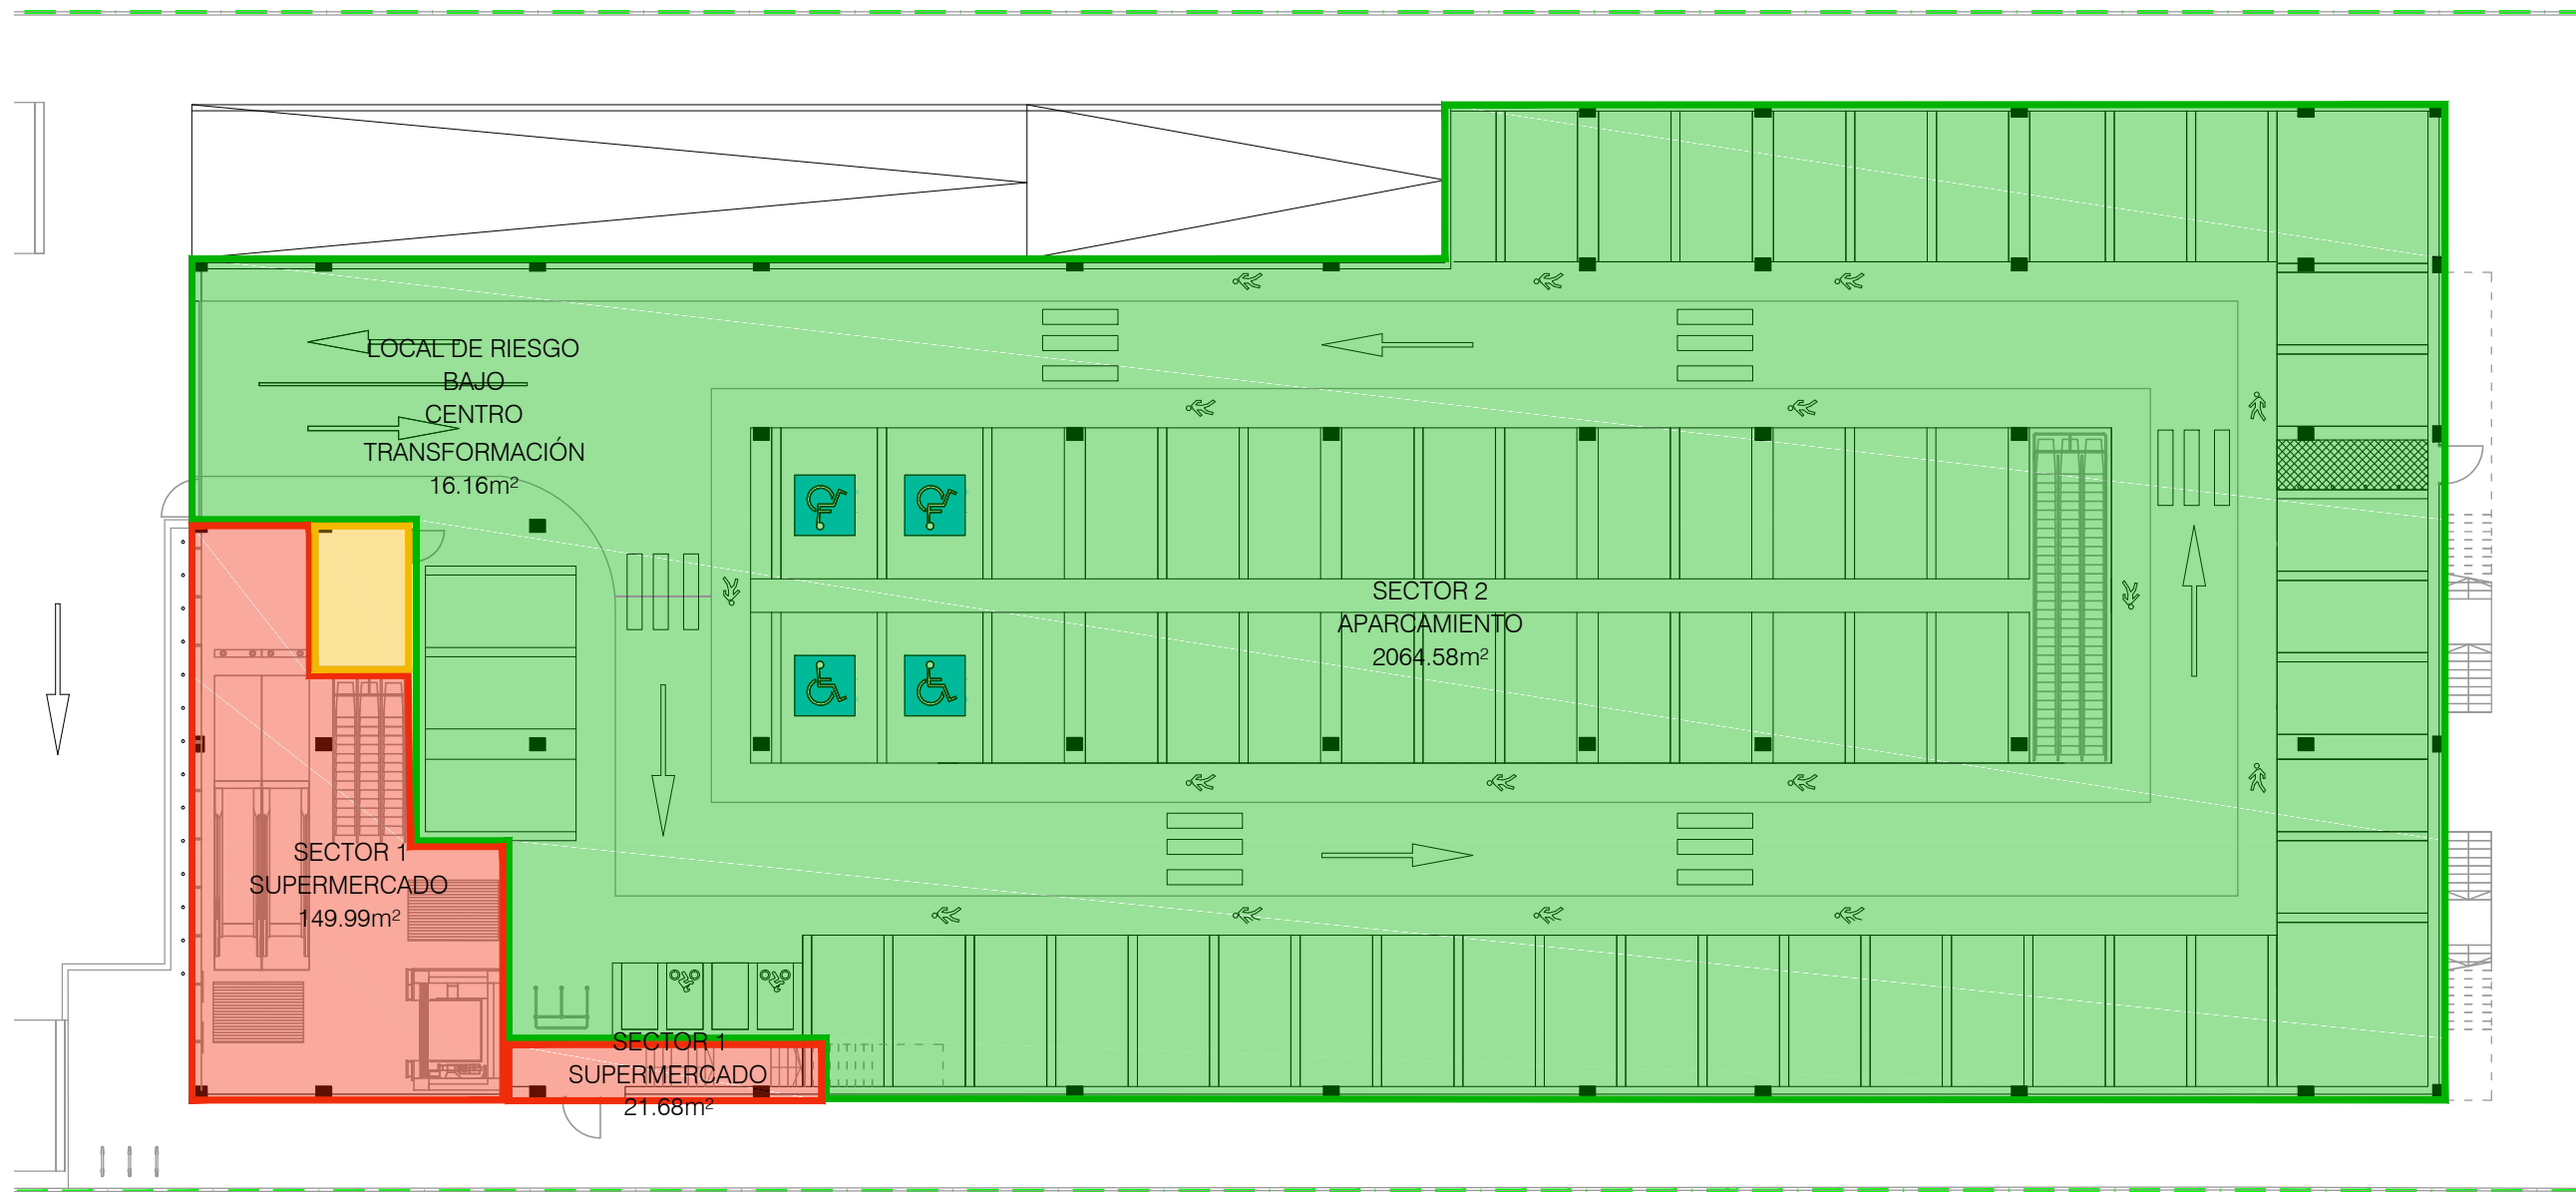 LOCAL DE RIESGO
BAJO
CENTRO
TRANSFORMACIÓN
16.16m²
SECTOR 2
APARCAMIENTO
2064.58m²
SECTOR 1
SUPERMERCADO
149.99m²
SECTOR 1
SUPERMERCADO
21.68m²